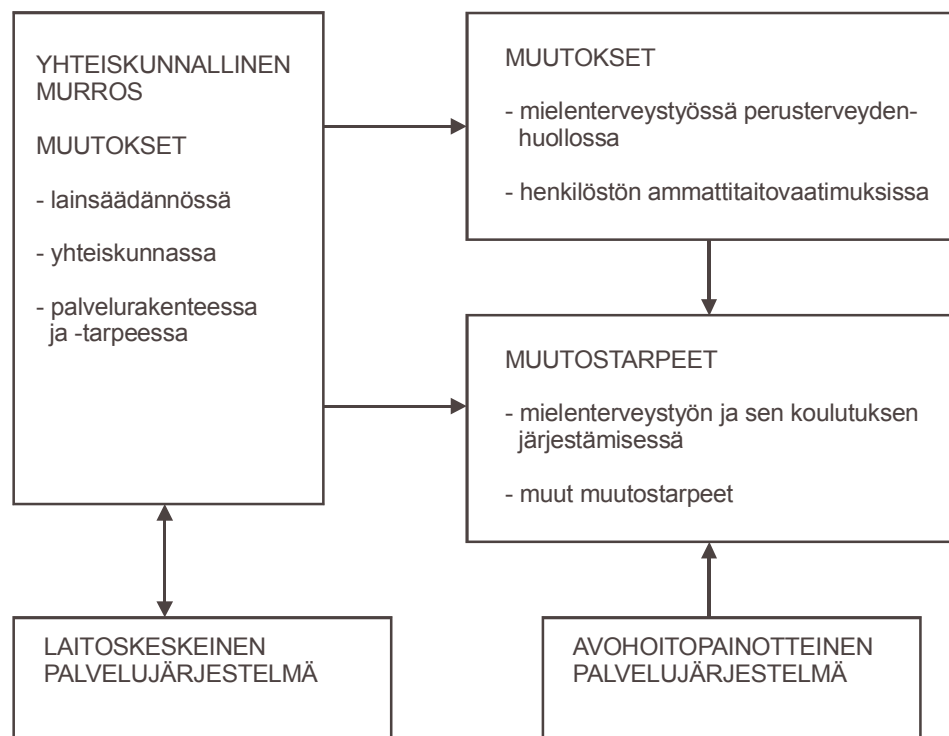 YHTEISKUNNALLINEN
MURROS
MUUTOKSET
- lainsäädännössä
- yhteiskunnassa
- palvelurakenteessa
ja -tarpeessa
MUUTOKSET
- mielenterveystyössä perusterveyden-
huollossa
- henkilöstön ammattitaitovaatimuksissa
MUUTOSTARPEET
- mielenterveystyön ja sen koulutuksen
järjestämisessä
- muut muutostarpeet
LAITOSKESKEINEN
PALVELUJÄRJESTELMÄ
AVOHOITOPAINOTTEINEN
PALVELUJÄRJESTELMÄ